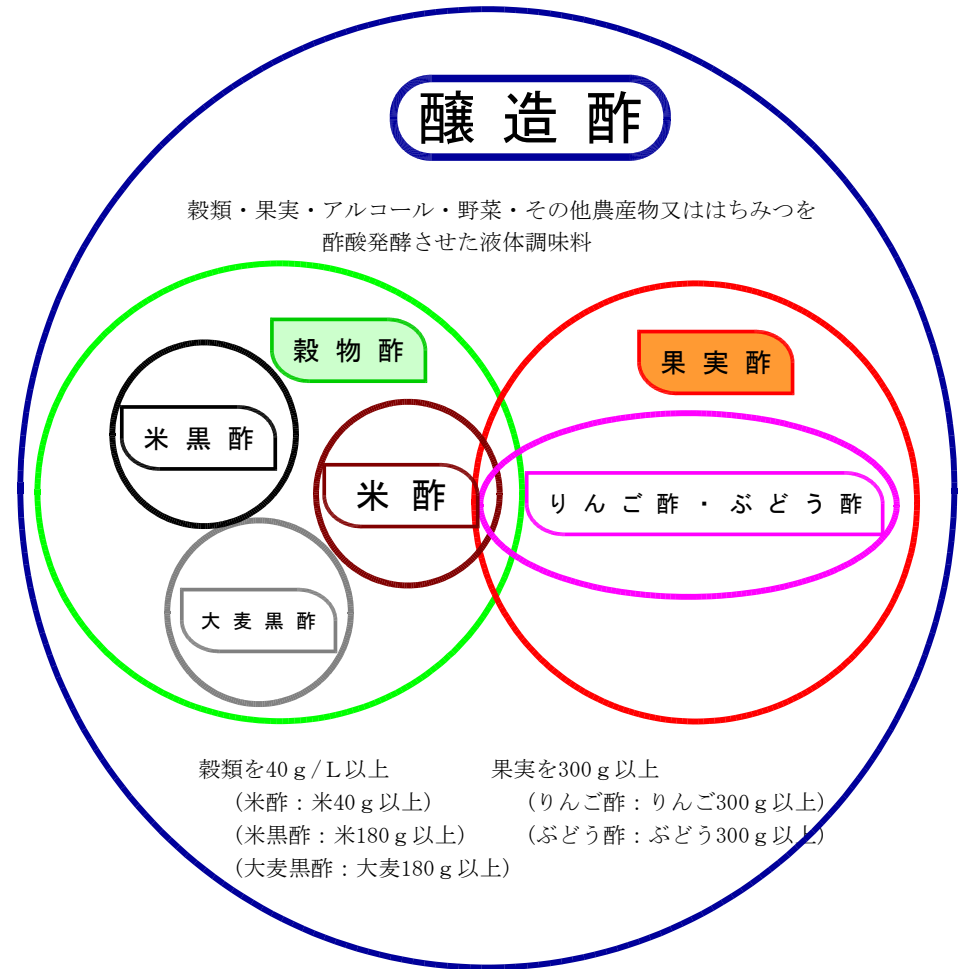 醸造酢
穀類・果実・アルコール・野菜・その他農産物又ははちみつを
酢酸発酵させた液体調味料
穀物酢
果実酢
米黒酢
米酢
りんご酢・ぶどう酢
大麦黒酢
穀類を40ｇ/Ｌ以上
(米酢：米40ｇ以上)
(米黒酢：米180ｇ以上)
(大麦黒酢：大麦180ｇ以上)
果実を300ｇ以上
(りんご酢：りんご300ｇ以上)
(ぶどう酢：ぶどう300ｇ以上)